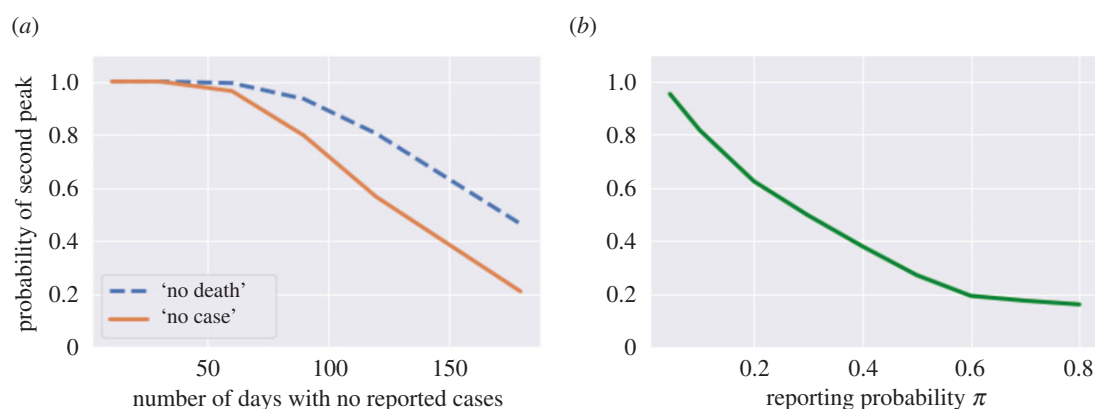 (a)
probability of second peak
1.0
0.8
0.6
0.4
0.2
0
'no death'
'no case'
50
100
150
number of days with no reported cases
(b)
1.0
0.8
0.6
0.4
0.2
0
0.2
0.4
0.6
0.8
reporting probability π